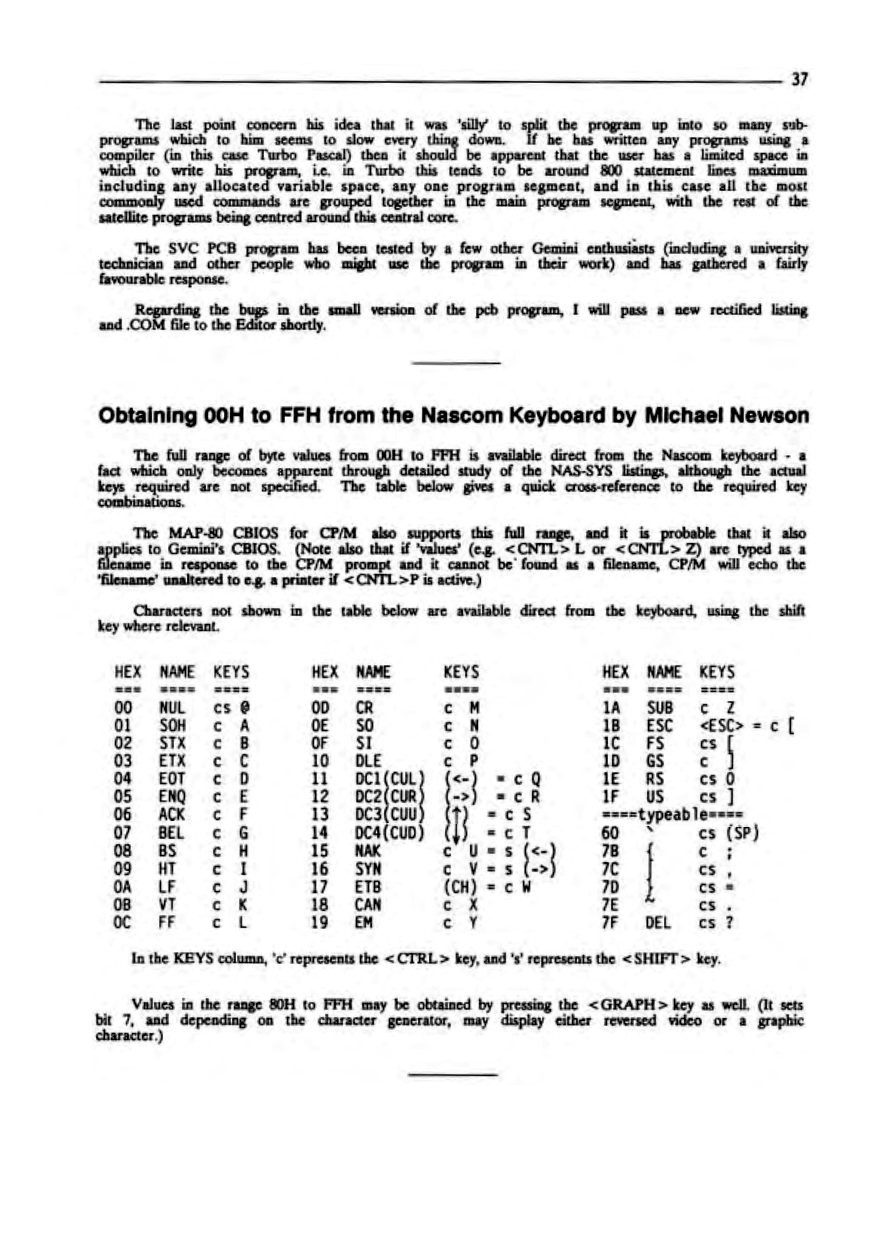 37
The last point concern his idea that it was 'silly' to split the program up into so many sub-
programs which to him seems to slow every thing down. If he has written any programs using a
compiler (in this case Turbo Pascal) then it should be apparent that the user has a limited space in
which to write his program, i.e. in Turbo this tends to be around 800 statement lines maximum
including any allocated variable space, any one program segment, and in this case all the most
commonly used commands are grouped together in the main program segment, with the rest of the
satellite programs being centred around this central core.
The SVC PCB program has been tested by a few other Gemini enthusiasts (including a university
technician and other people who might use the program in their work) and has gathered a fairly
favourable response.
Regarding the bugs in the small version of the pcb program, I will pass a new rectified listing
and .COM file to the Editor shortly.
Obtaining 00H to FFH from the Nascom Keyboard by Michael Newson
The full range of byte values from 00H to FFH is available direct from the Nascom keyboard - a
fact which only becomes apparent through detailed study of the NAS-SYS listings, although the actual
keys required are not specified. The table below gives a quick cross-reference to the required key
combinations.
The MAP-80 CBIOS for CP/M also supports this full range, and it is probable that it also
applies to Gemini's CBIOS. (Note also that if 'values' (e.g. <CNTL> L or <CNTL> Z) are typed as a
filename in response to the CP/M prompt and it cannot be found as a filename, CP/M will echo the
'filename' unaltered to e.g. a printer if <CNTL>P is active.)
Characters not shown in the table below are available direct from the keyboard, using the shift
key where relevant.
HEX NAME KEYS HEX NAME KEYS HEX NAME KEYS
=== ==== ==== === ==== ==== === ==== ====
00 NUL cs @ 0D CR c M 1A SUB c Z
01 SOH c A 0E SO c N 1B ESC <ESC> = c [
02 STX c B 0F SI c O 1C FS cs [
03 ETX c C 10 DLE c P 1D GS c ]
04 EOT c D 11 DC1(CUL) (<-) = c Q 1E RS cs 0
05 ENQ c E 12 DC2(CUR) (->) = c R 1F US cs ]
06 ACK c F 13 DC3(CUU) (↑) = c S ====typeable====
07 BEL c G 14 DC4(CUD) (↓) = c T 60 ` cs (SP)
08 BS c H 15 NAK c U = s (<-) 7B { c ;
09 HT c I 16 SYN c V = s (->) 7C | cs ,
0A LF c J 17 ETB (CH) = c W 7D } cs =
0B VT c K 18 CAN c X 7E ~ cs .
0C FF c L 19 EM c Y 7F DEL cs ?
In the KEYS column, 'c' represents the <CTRL> key, and 's' represents the <SHIFT> key.
Values in the range 80H to FFH may be obtained by pressing the <GRAPH> key as well. (It sets
bit 7, and depending on the character generator, may display either reversed video or a graphic
character.)